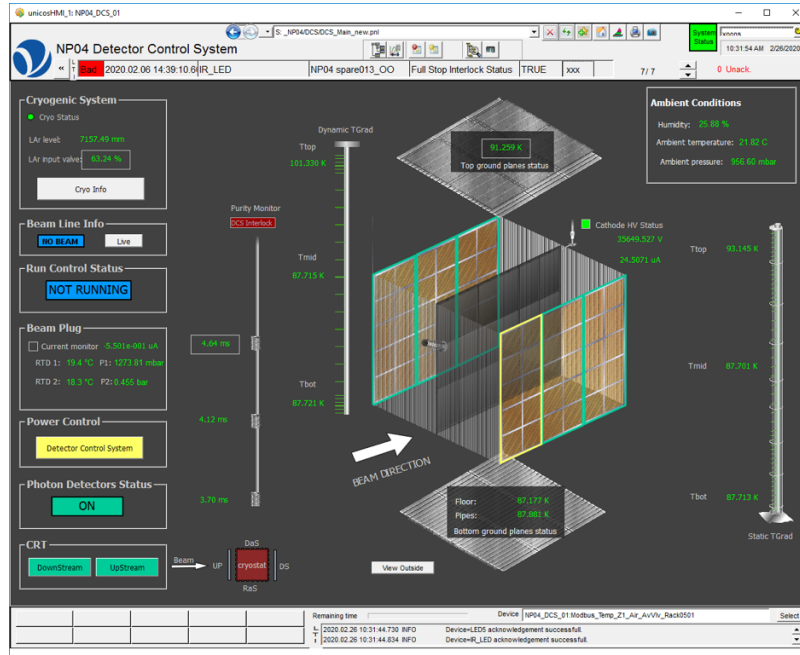 unicosHMI_1: NP04_DCS_01
S: _NP04/DCS/DCS_Main_new.pnl
NP04 Detector Control System
System Status
10:31:54 AM 2/26/2020
Bad 2020.02.06 14:39:10.6 IR_LED NP04 spare013_OO Full Stop Interlock Status TRUE xxx 7/ 7 0 Unack.
Cryogenic System
Cryo Status
LAr level: 7157.49 mm
LAr input valve: 63.24 %
Cryo Info
Beam Line Info
NO BEAM Live
Run Control Status
NOT RUNNING
Beam Plug
Current monitor -5.501e-001 uA
RTD 1: 19.4 °C P1: 1273.81 mbar
RTD 2: 18.3 °C P2: 0.455 bar
Power Control
Detector Control System
Photon Detectors Status
ON
CRT
DownStream UpStream
Purity Monitor
DCS Interlock
4.64 ms
4.12 ms
3.70 ms
Beam
UP
DaS
cryostat
DS
RaS
Dynamic TGrad
Ttop
101.330 K
Tmid
87.715 K
Tbot
87.721 K
91.259 K
Top ground planes status
Cathode HV Status
35649.527 V
24.5071 uA
BEAM DIRECTION
Floor: 87.177 K
Pipes: 87.881 K
Bottom ground planes status
View Outside
Ambient Conditions
Humidity: 25.88 %
Ambient temperature: 21.82 C
Ambient pressure: 956.60 mbar
Ttop 93.145 K
Tmid 87.701 K
Tbot 87.713 K
Static TGrad
Remaining time
Device NP04_DCS_01:Modbus_Temp_Z1_Air_AvVlv_Rack0501 Select
2020.02.26 10:31:44.730 INFO Device=LED5 acknowledgement successfull.
2020.02.26 10:31:44.834 INFO Device=IR_LED acknowledgement successfull.